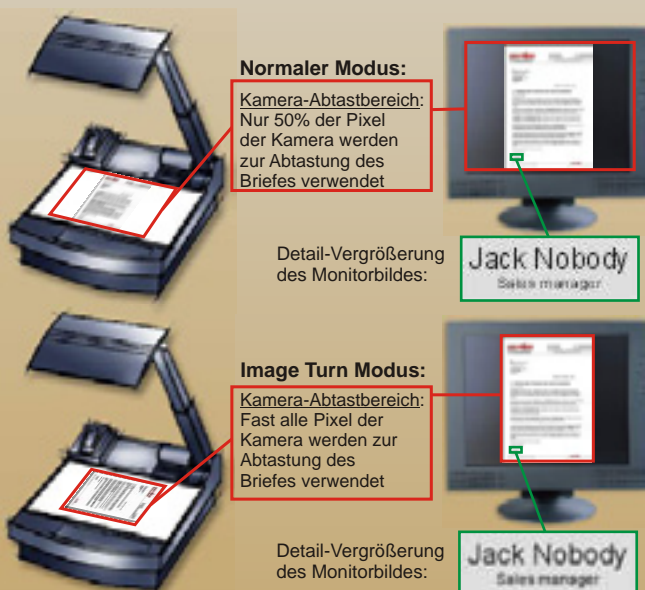 Normaler Modus:
Kamera-Abtastbereich:
Nur 50% der Pixel
der Kamera werden
zur Abtastung des
Briefes verwendet
Detail-Vergrößerung
des Monitorbildes:
Jack Nobody
Sales manager
Image Turn Modus:
Kamera-Abtastbereich:
Fast alle Pixel der
Kamera werden zur
Abtastung des
Briefes verwendet
Detail-Vergrößerung
des Monitorbildes:
Jack Nobody
Sales manager